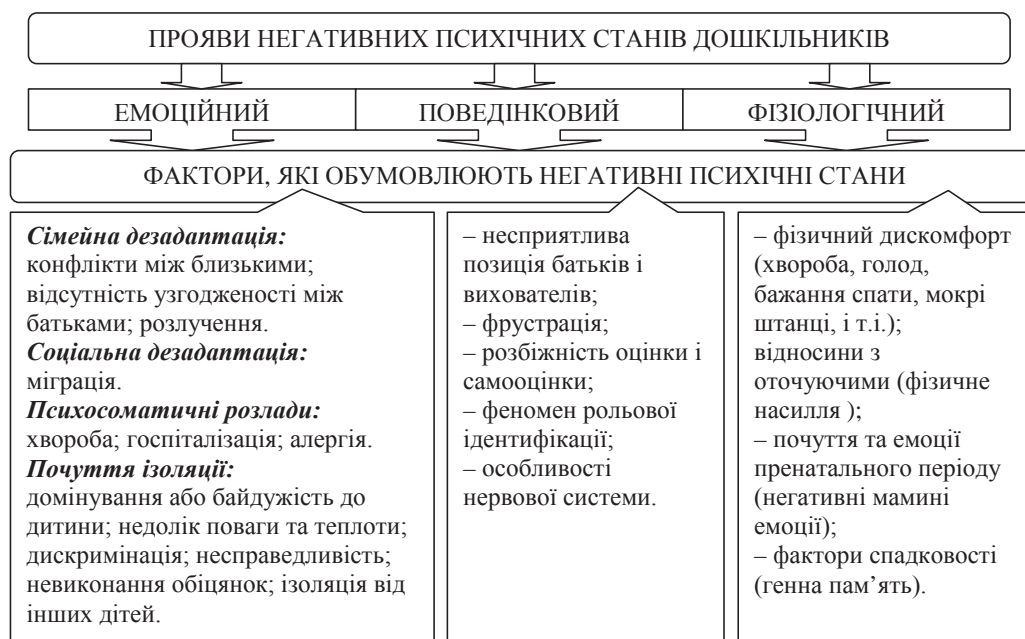 ПРОЯВИ НЕГАТИВНИХ ПСИХІЧНИХ СТАНІВ ДОШКІЛЬНИКІВ
ЕМОЦІЙНИЙ
ПОВЕДІНКОВИЙ
ФІЗІОЛОГІЧНИЙ
ФАКТОРИ, ЯКІ ОБУМОВЛЮЮТЬ НЕГАТИВНІ ПСИХІЧНІ СТАНИ
Сімейна дезадаптація:
конфлікти між близькими;
відсутність узгодженості між
батьками; розлучення.
Соціальна дезадаптація:
міграція.
Психосоматичні розлади:
хвороба; госпіталізація; алергія.
Почуття ізоляції:
домінування або байдужість до
дитини; недолік поваги та теплоти;
дискримінація; несправедливість;
невиконання обіцянок; ізоляція від
інших дітей.
– несприятлива
позиція батьків і
вихователів;
– фрустрація;
– розбіжність оцінки і
самооцінки;
– феномен рольової
ідентифікації;
– особливості
нервової системи.
– фізичний дискомфорт
(хвороба, голод,
бажання спати, мокрі
штанці, і т.і.);
відносини з
оточуючими (фізичне
насилля );
– почуття та емоції
пренатального періоду
(негативні мамині
емоції);
– фактори спадковості
(генна пам’ять).